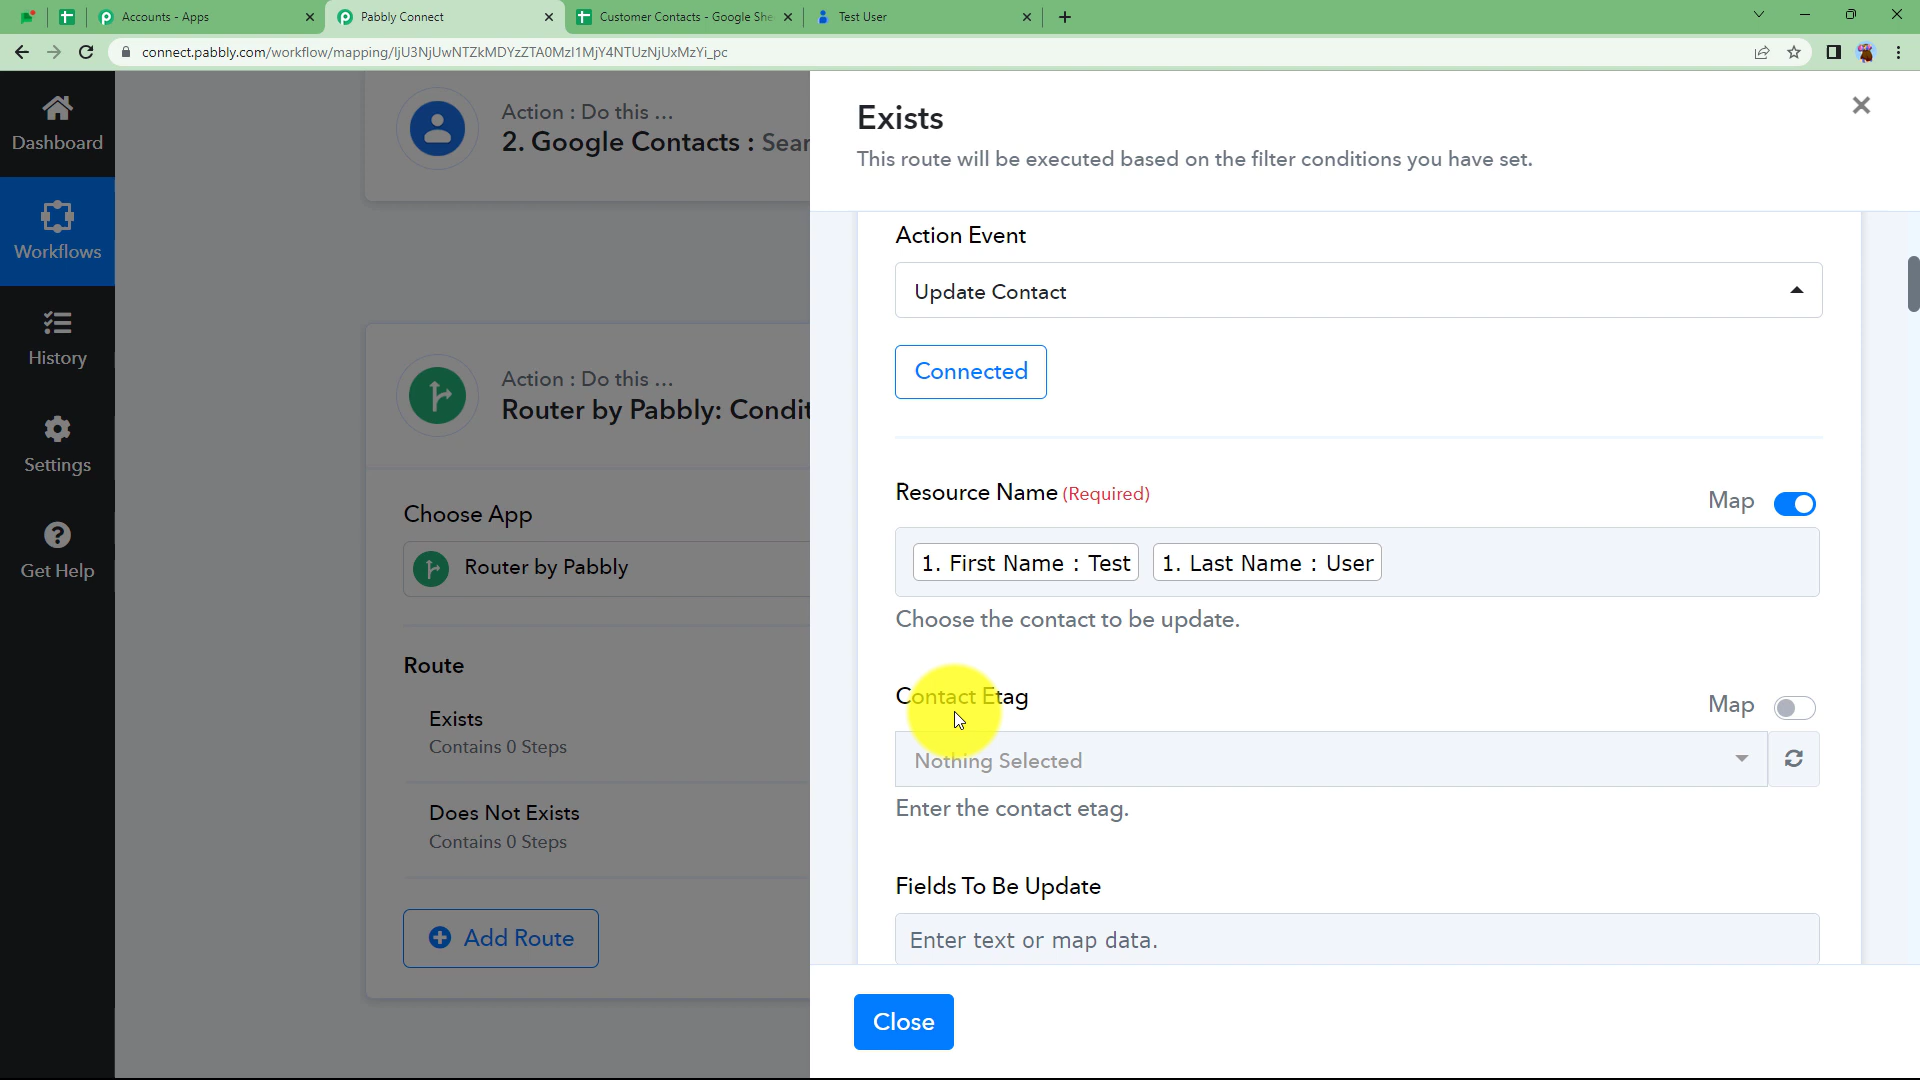 Accounts - Apps
Pabbly Connect
Customer Contacts - Google She
Test User
connect.pabbly.com/workflow/mapping/IjU3NjUwNTZkMDYzZTA0MzI1MjY4NTUzNjUxMzYi_pc
Dashboard
Workflows
History
Settings
Get Help
Action : Do this ...
2. Google Contacts : Sear
Action : Do this ...
Router by Pabbly: Condit
Choose App
Router by Pabbly
Route
Exists
Contains 0 Steps
Does Not Exists
Contains 0 Steps
Add Route
Exists
This route will be executed based on the filter conditions you have set.
Action Event
Update Contact
Connected
Resource Name (Required)
Map
1. First Name : Test 1. Last Name : User
Choose the contact to be update.
Contact Etag
Map
Nothing Selected
Enter the contact etag.
Fields To Be Update
Enter text or map data.
Close